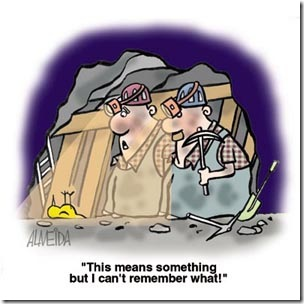 ALMEIDA
"This means something
but I can't remember what!"